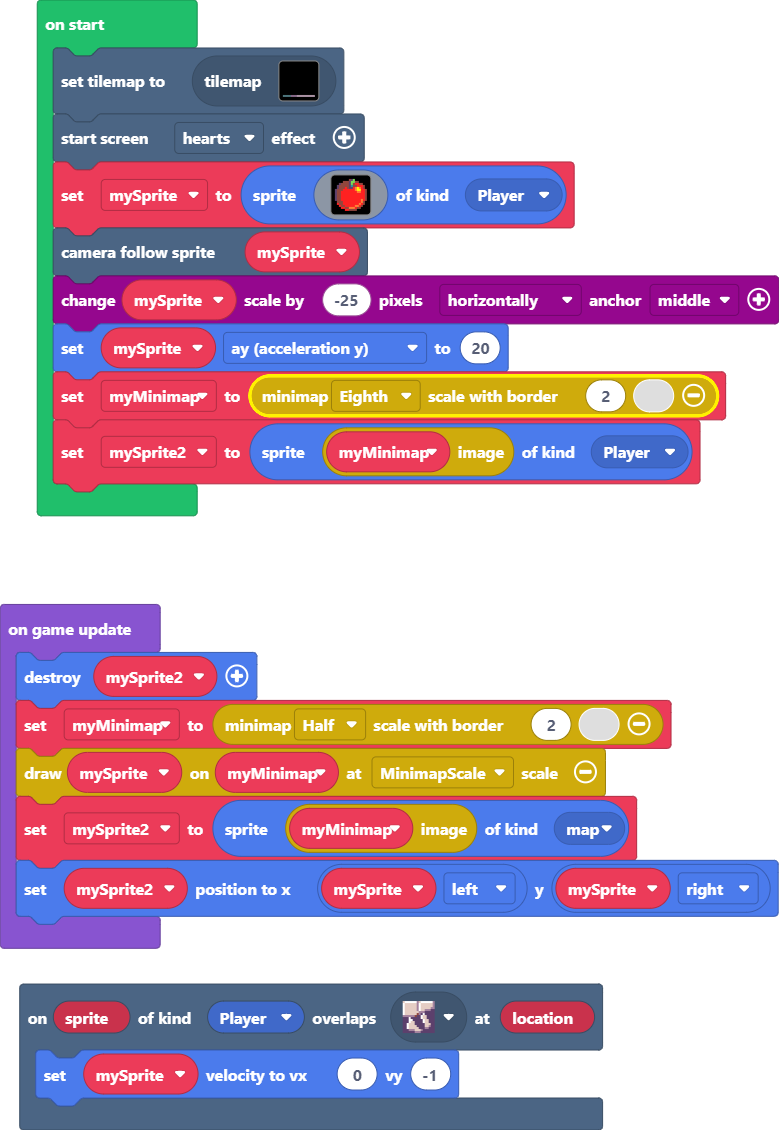 on start
set tilemap to tilemap
start screen hearts effect
set mySprite to sprite of kind Player
camera follow sprite mySprite
change mySprite scale by -25 pixels horizontally anchor middle
set mySprite ay (acceleration y) to 20
set myMinimap to minimap Eighth scale with border 2
set mySprite2 to sprite myMinimap image of kind Player
on game update
destroy mySprite2
set myMinimap to minimap Half scale with border 2
draw mySprite on myMinimap at MinimapScale scale
set mySprite2 to sprite myMinimap image of kind map
set mySprite2 position to x mySprite left y mySprite right
on sprite of kind Player overlaps at location
set mySprite velocity to vx 0 vy -1